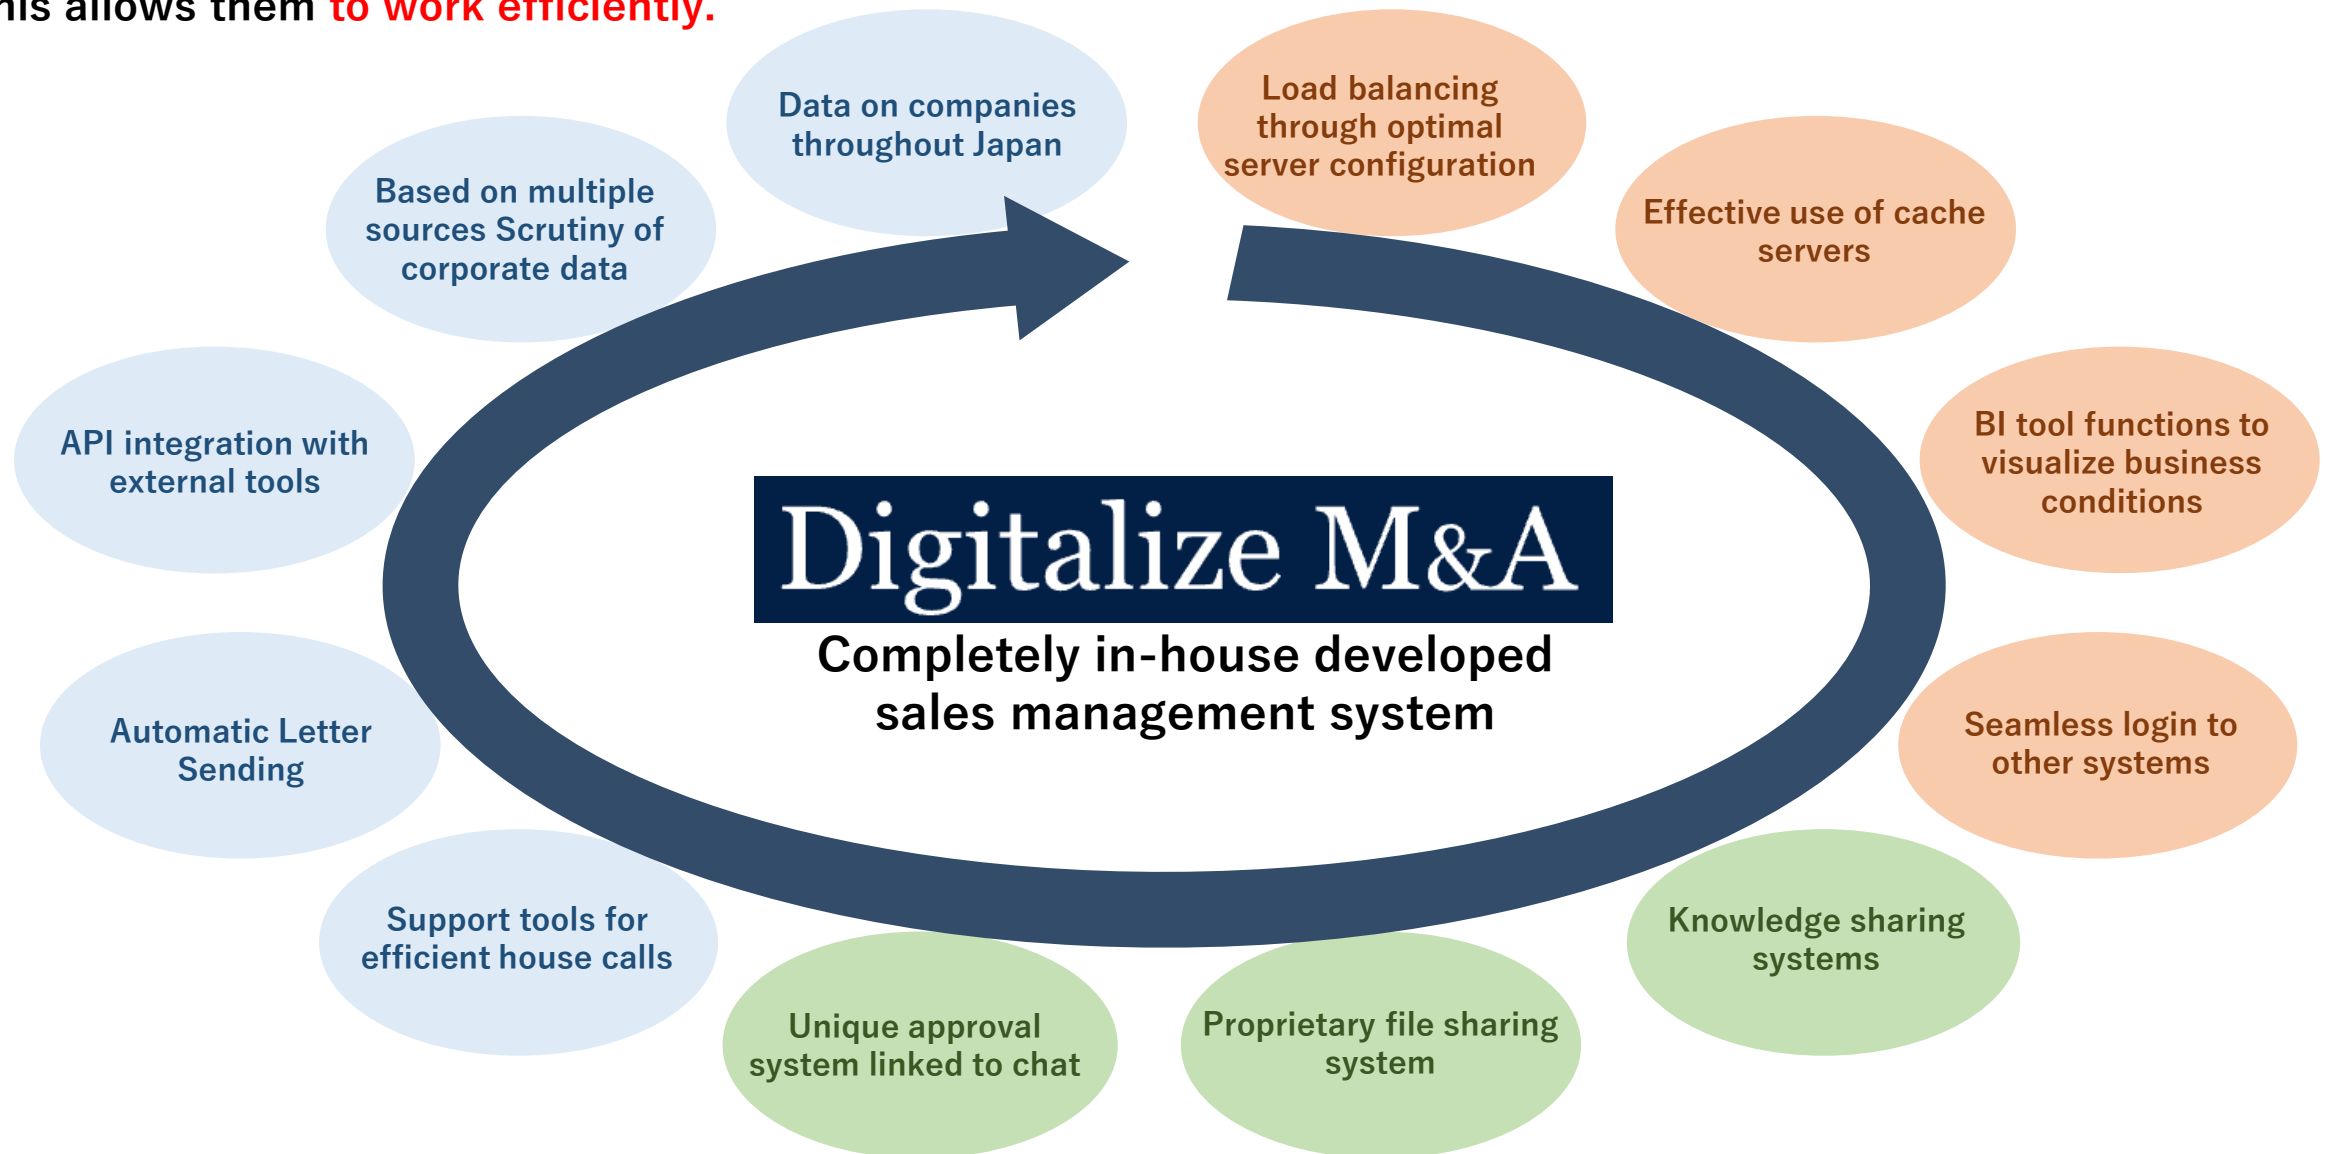 his allows them to work efficiently.
Data on companies
throughout Japan
Load balancing
through optimal
server configuration
Based on multiple
sources Scrutiny of
corporate data
Effective use of cache
servers
API integration with
external tools
BI tool functions to
visualize business
conditions
Digitalize M&A
Completely in-house developed
sales management system
Automatic Letter
Sending
Seamless login to
other systems
Support tools for
efficient house calls
Knowledge sharing
systems
Unique approval
system linked to chat
Proprietary file sharing
system